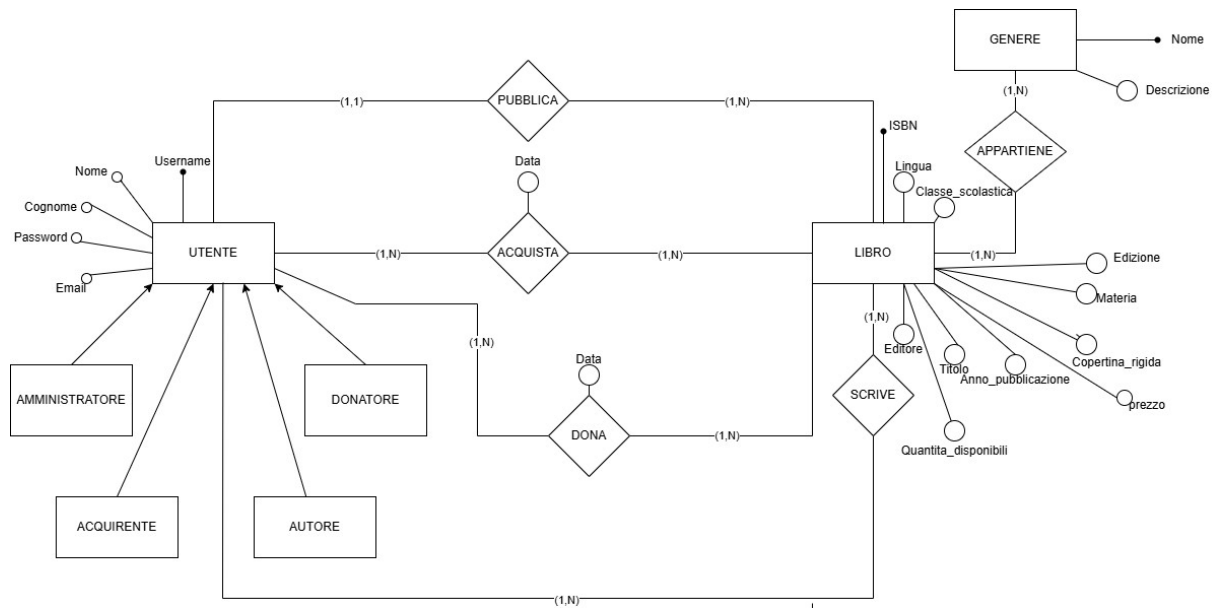 GENERE
Nome
Descrizione
(1,N)
(1,1)
PUBBLICA
(1,N)
ISBN
APPARTIENE
Username
Data
Lingua
Nome
Classe_scolastica
Cognome
Password
UTENTE
(1,N)
ACQUISTA
(1,N)
LIBRO
(1,N)
Edizione
Email
Materia
(1,N)
(1,N)
Editore
Data
Titolo
Copertina_rigida
Anno_pubblicazione
AMMINISTRATORE
DONATORE
SCRIVE
prezzo
DONA
(1,N)
Quantita_disponibili
ACQUIRENTE
AUTORE
(1,N)